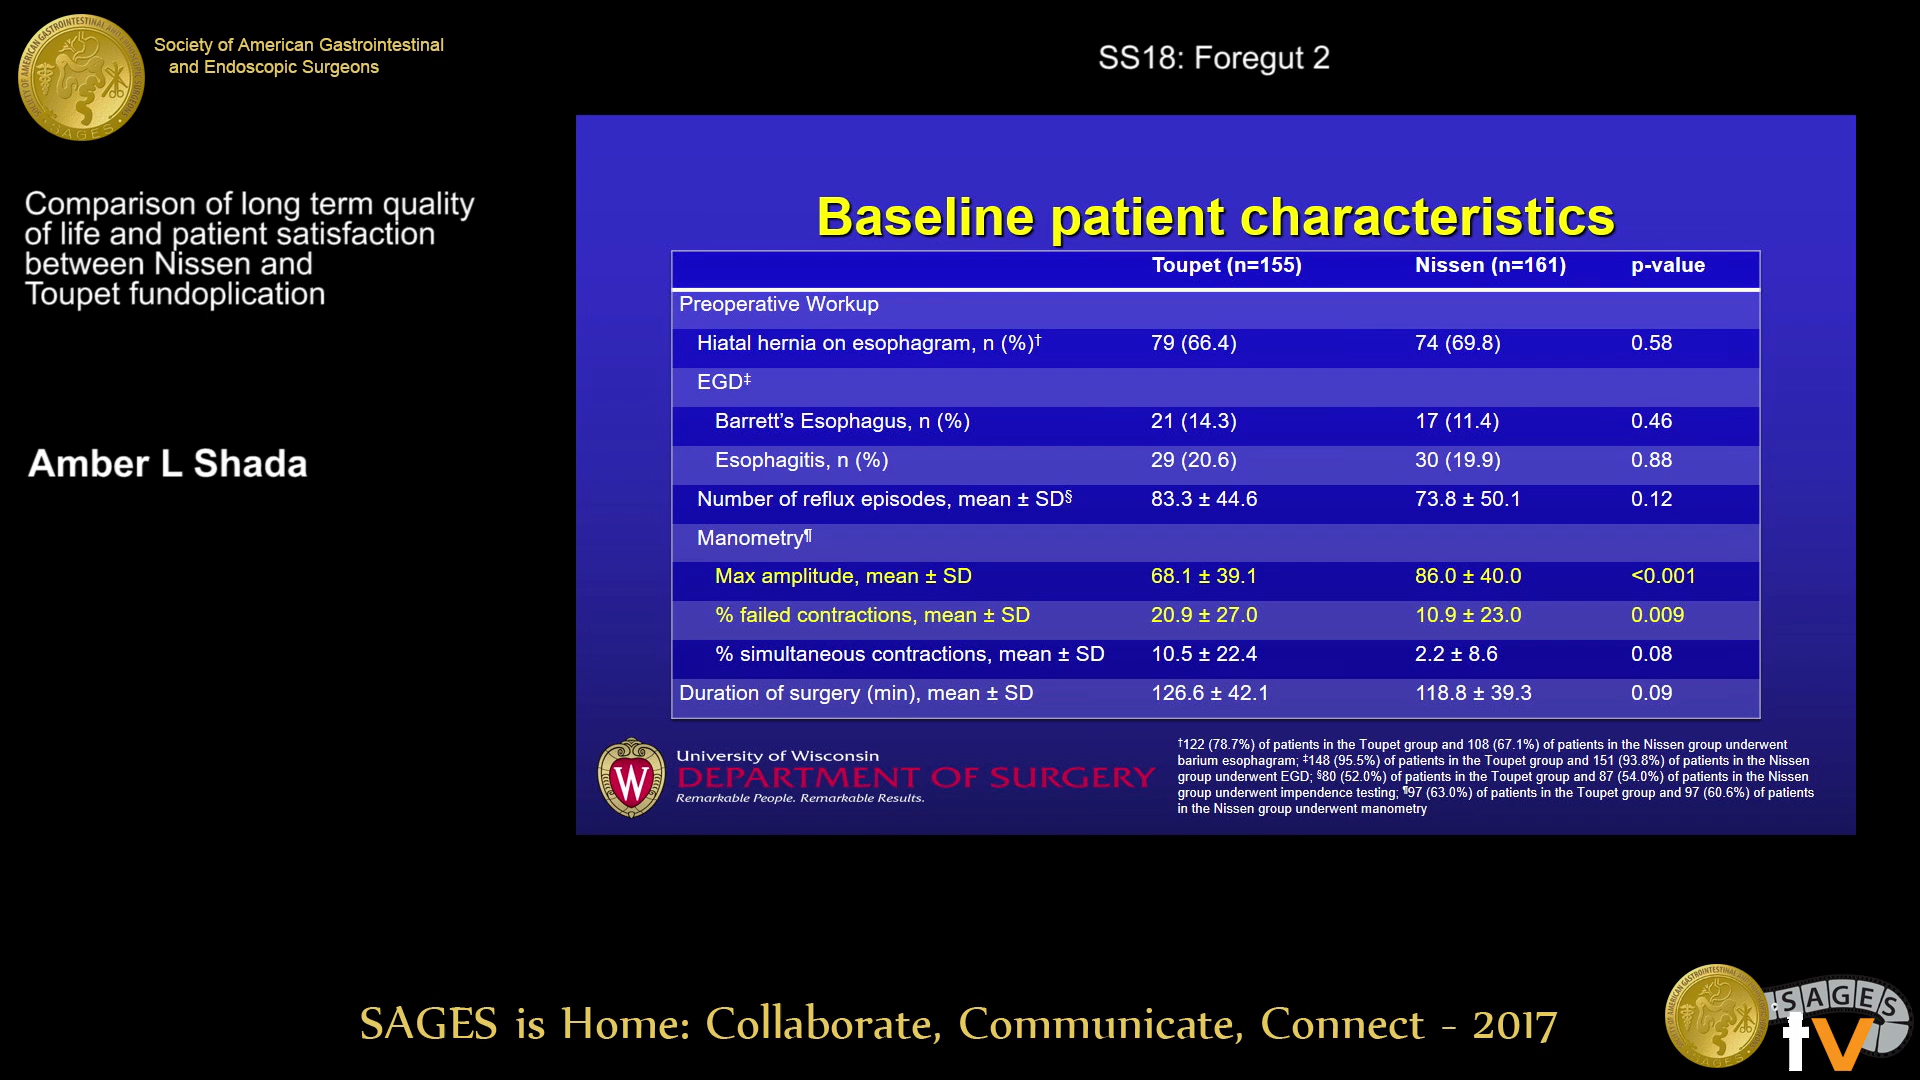 Society of American Gastrointestinal
and Endoscopic Surgeons
SS18: Foregut 2
Comparison of long term quality
of life and patient satisfaction
between Nissen and
Toupet fundoplication
Amber L Shada
Baseline patient characteristics
Toupet (n=155) Nissen (n=161) p-value
Preoperative Workup
Hiatal hernia on esophagram, n (%)† 79 (66.4) 74 (69.8) 0.58
EGD‡
Barrett’s Esophagus, n (%) 21 (14.3) 17 (11.4) 0.46
Esophagitis, n (%) 29 (20.6) 30 (19.9) 0.88
Number of reflux episodes, mean ± SD§ 83.3 ± 44.6 73.8 ± 50.1 0.12
Manometry¶
Max amplitude, mean ± SD 68.1 ± 39.1 86.0 ± 40.0 <0.001
% failed contractions, mean ± SD 20.9 ± 27.0 10.9 ± 23.0 0.009
% simultaneous contractions, mean ± SD 10.5 ± 22.4 2.2 ± 8.6 0.08
Duration of surgery (min), mean ± SD 126.6 ± 42.1 118.8 ± 39.3 0.09
W
University of Wisconsin
DEPARTMENT OF SURGERY
Remarkable People. Remarkable Results.
†122 (78.7%) of patients in the Toupet group and 108 (67.1%) of patients in the Nissen group underwent
barium esophagram; ‡148 (95.5%) of patients in the Toupet group and 151 (93.8%) of patients in the Nissen
group underwent EGD; §80 (52.0%) of patients in the Toupet group and 87 (54.0%) of patients in the Nissen
group underwent impendence testing; ¶97 (63.0%) of patients in the Toupet group and 97 (60.6%) of patients
in the Nissen group underwent manometry
SAGES is Home: Collaborate, Communicate, Connect - 2017
SAGES
tv